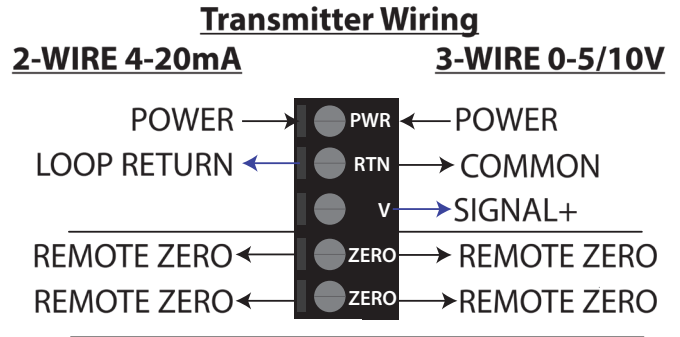 Transmitter Wiring
2-WIRE 4-20mA 3-WIRE 0-5/10V
POWER PWR POWER
LOOP RETURN RTN COMMON
V SIGNAL+
REMOTE ZERO ZERO REMOTE ZERO
REMOTE ZERO ZERO REMOTE ZERO